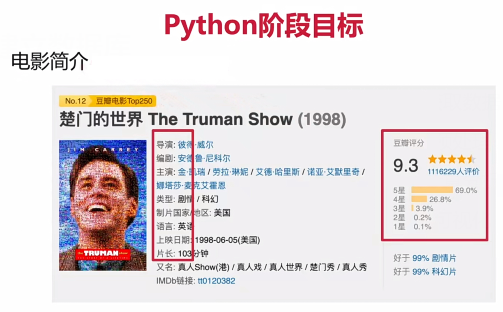 Python阶段目标
电影简介
No.12 豆瓣电影Top250
楚门的世界 The Truman Show (1998)
JIM CARREY
THE TRUMAN SHOW
导演: 彼得·威尔
编剧: 安德鲁·尼科尔
主演: 金·凯瑞 / 劳拉·琳妮 / 艾德·哈里斯 / 诺亚·艾默里奇 /
娜塔莎·麦克艾霍恩
类型: 剧情 / 科幻
制片国家/地区: 美国
语言: 英语
上映日期: 1998-06-05(美国)
片长: 103分钟
又名: 真人Show(港) / 真人戏 / 真人世界 / 楚门秀 / 真人秀
IMDb链接: tt0120382
豆瓣评分
9.3
1116229人评价
5星 69.0%
4星 26.8%
3星 3.9%
2星 0.2%
1星 0.1%
好于 99% 剧情片
好于 99% 科幻片